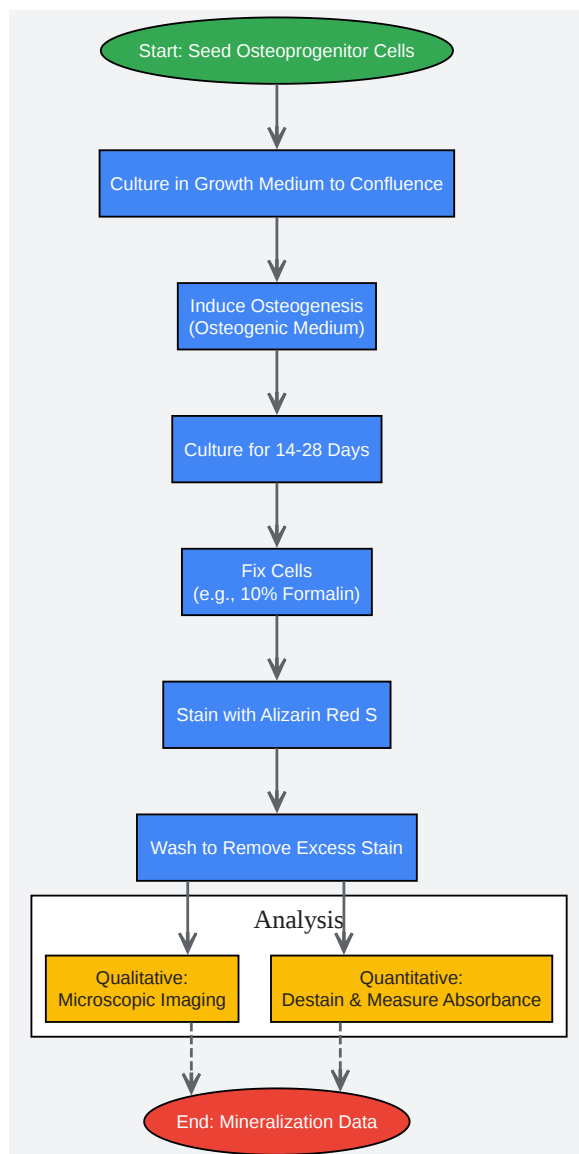 Start: Seed Osteoprogenitor Cells
Culture in Growth Medium to Confluence
Induce Osteogenesis
(Osteogenic Medium)
Culture for 14-28 Days
Fix Cells
(e.g., 10% Formalin)
Stain with Alizarin Red S
Wash to Remove Excess Stain
Analysis
Qualitative:
Microscopic Imaging
Quantitative:
Destain & Measure Absorbance
End: Mineralization Data